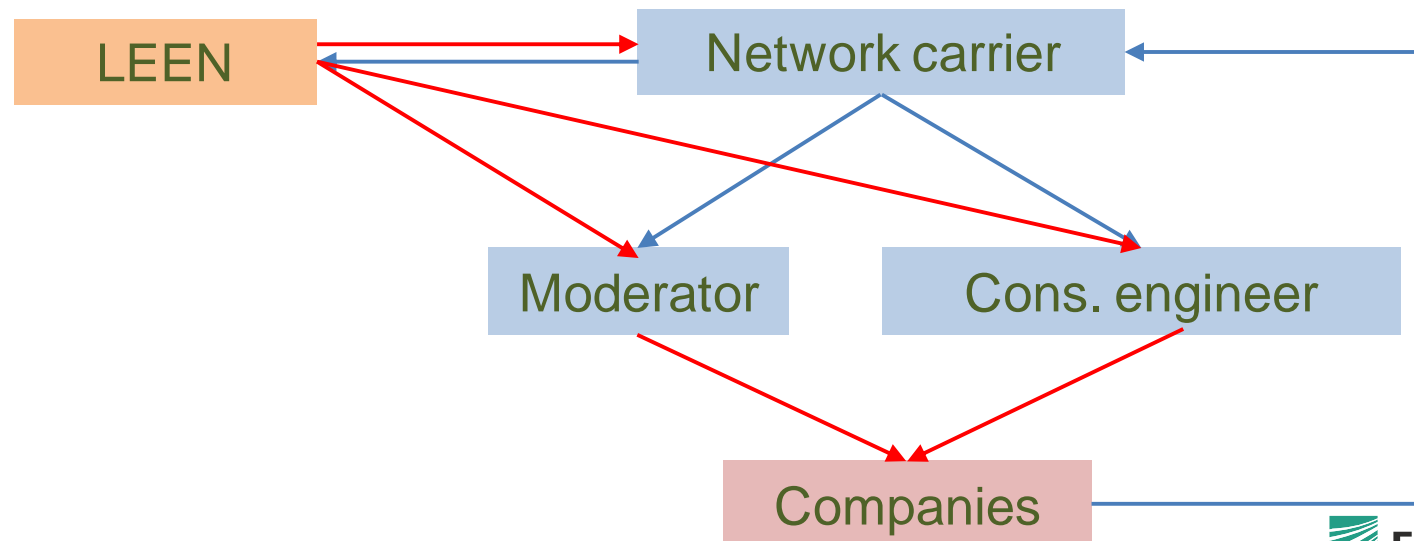 LEEN
Network carrier
Moderator
Cons. engineer
Companies